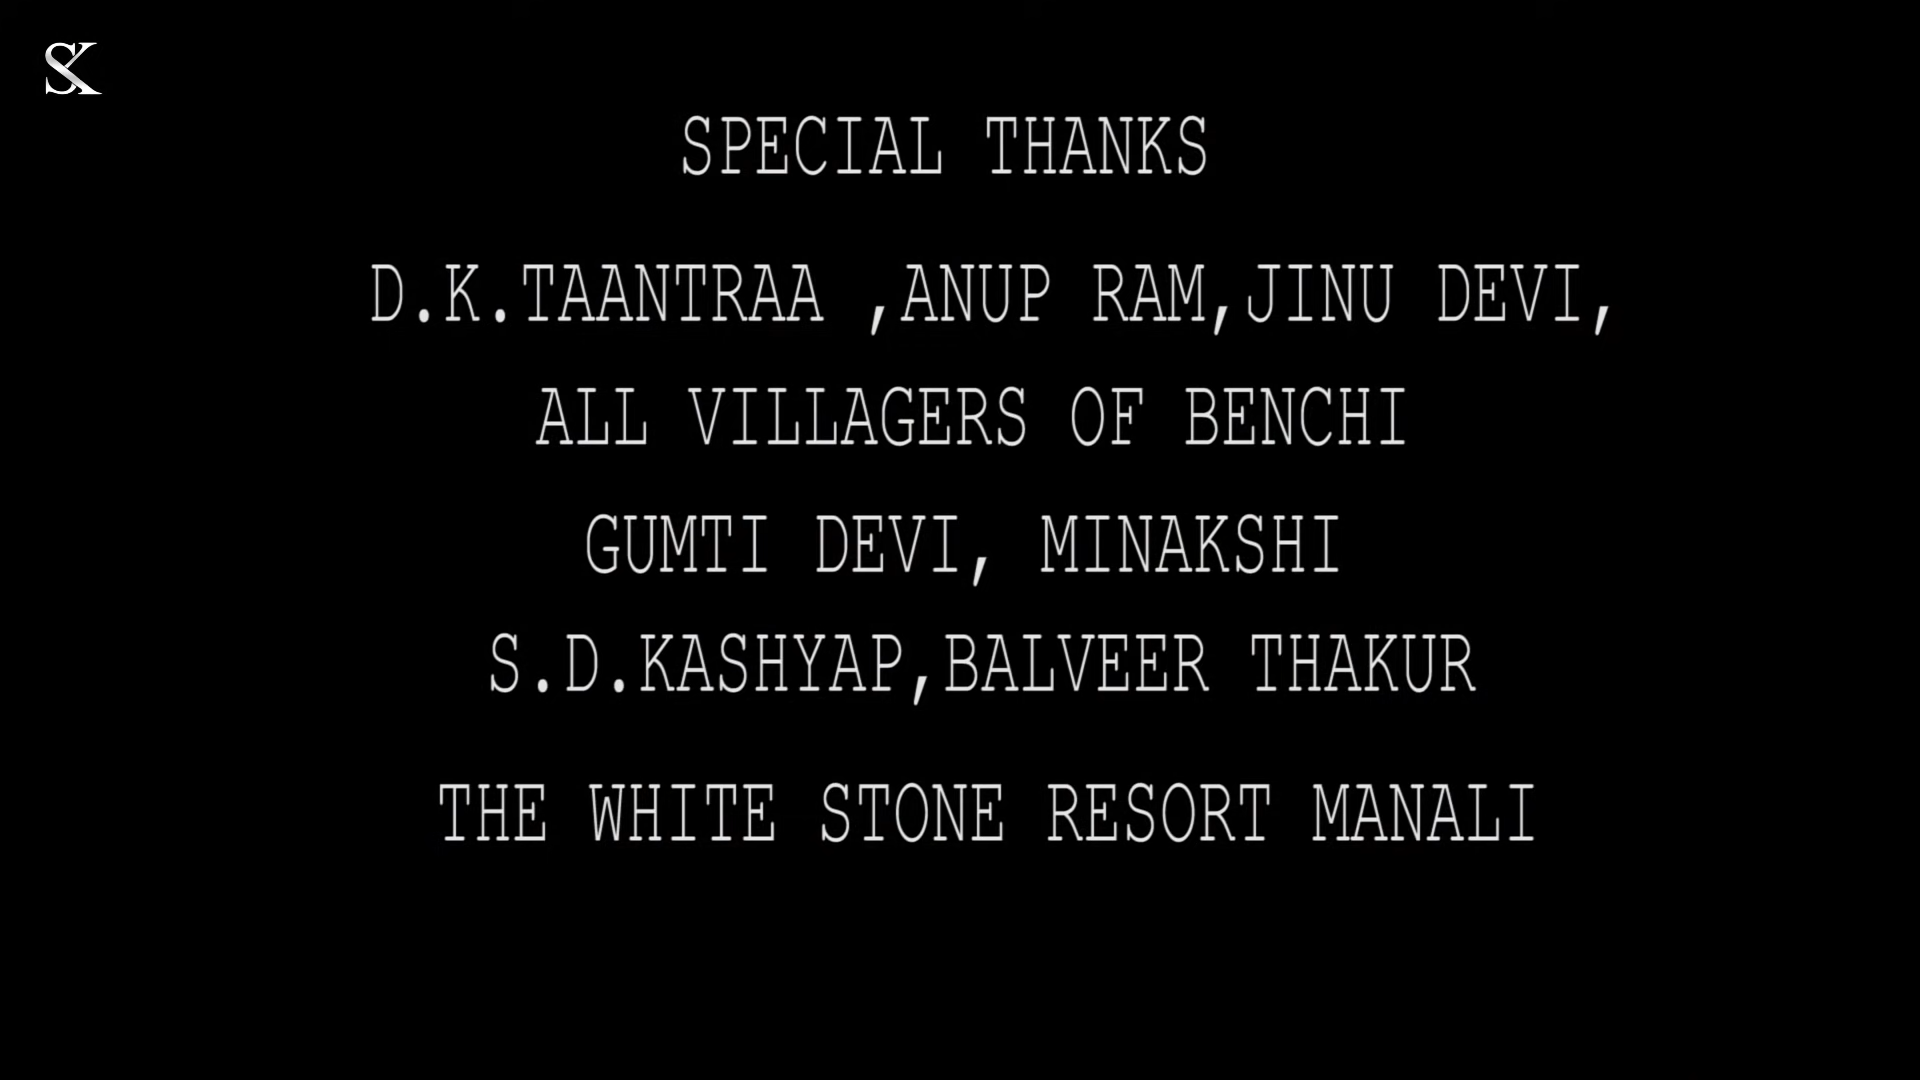 SK
SPECIAL THANKS
D.K.TAANTRAA ,ANUP RAM,JINU DEVI,
ALL VILLAGERS OF BENCHI
GUMTI DEVI, MINAKSHI
S.D.KASHYAP,BALVEER THAKUR
THE WHITE STONE RESORT MANALI